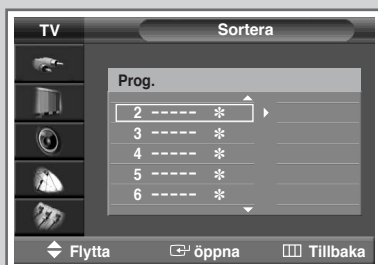 TV Sortera
Prog.
2 ----- ✻
3 ----- ✻
4 ----- ✻
5 ----- ✻
6 ----- ✻
Flytta öppna Tillbaka